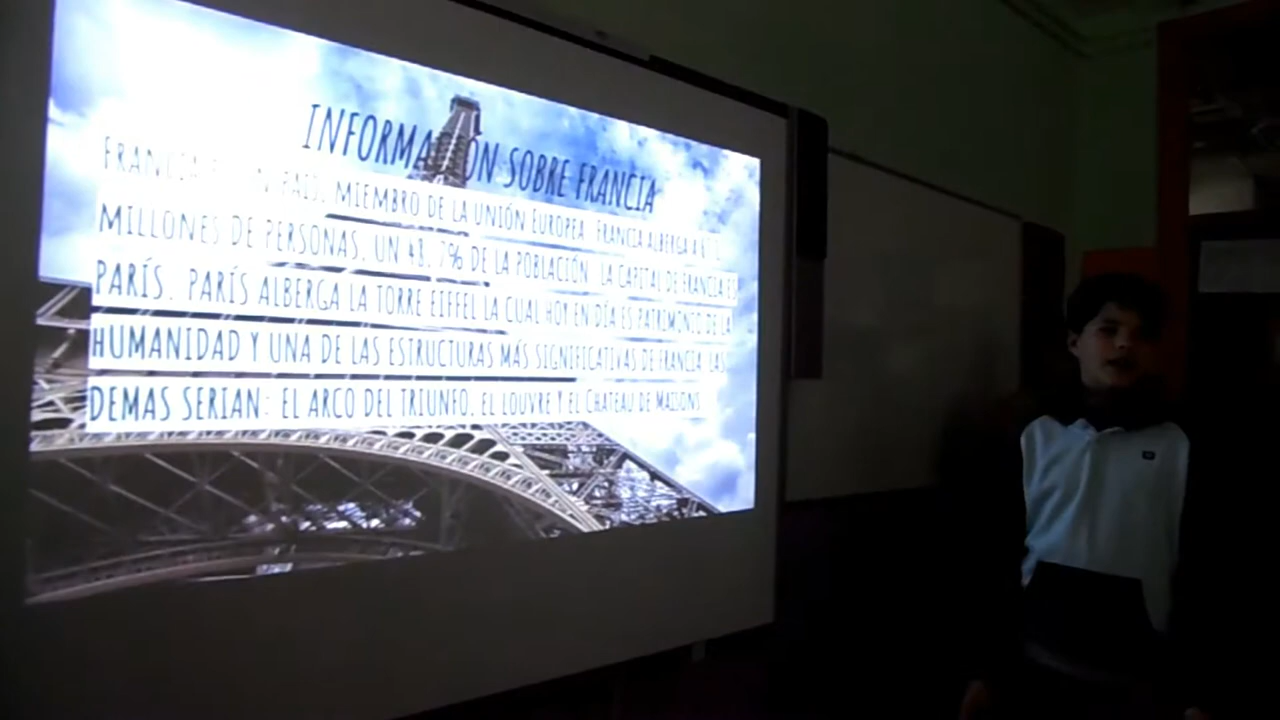 INFORMACIÓN SOBRE FRANCIA
FRANCIA UN PAÍS, MIEMBRO DE LA UNIÓN EUROPEA. FRANCIA ALBERGA A
MILLONES DE PERSONAS, UN 48, 7% DE LA POBLACIÓN. LA CAPITAL DE FRANCIA ES
PARÍS. PARÍS ALBERGA LA TORRE EIFFEL LA CUAL HOY EN DÍA ES PATRIMONIO DE LA
HUMANIDAD Y UNA DE LAS ESTRUCTURAS MÁS SIGNIFICATIVAS DE FRANCIA. LAS
DEMAS SERIAN: EL ARCO DEL TRIUNFO, EL LOUVRE Y EL CHATEAU DE MAISONS